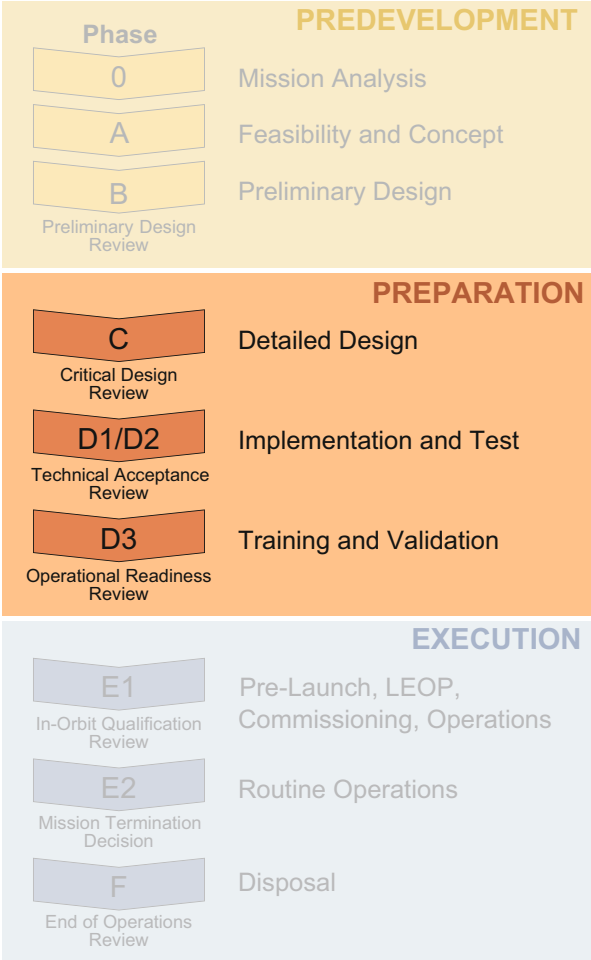 PREDEVELOPMENT
Phase
0
Mission Analysis
A
Feasibility and Concept
B
Preliminary Design
Preliminary Design
Review
PREPARATION
C
Detailed Design
Critical Design
Review
D1/D2
Implementation and Test
Technical Acceptance
Review
D3
Training and Validation
Operational Readiness
Review
EXECUTION
E1
Pre-Launch, LEOP,
Commissioning, Operations
In-Orbit Qualification
Review
E2
Routine Operations
Mission Termination
Decision
F
Disposal
End of Operations
Review